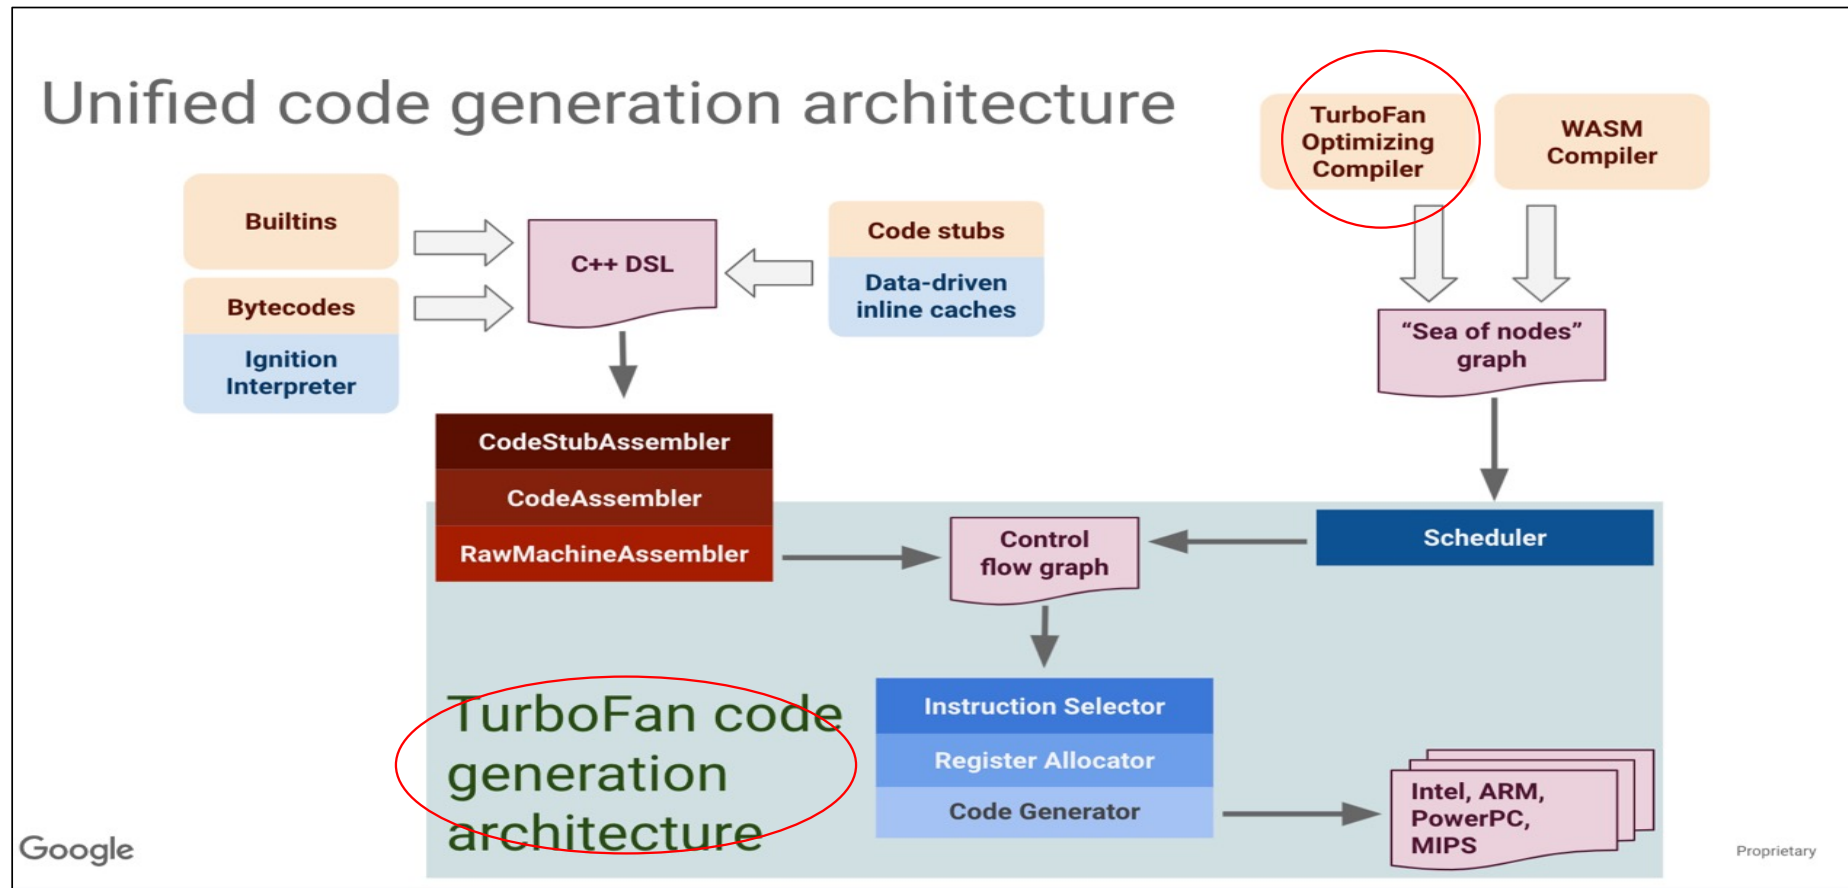 Unified code generation architecture
TurboFan
Optimizing
Compiler
WASM
Compiler
Builtins
Bytecodes
Ignition
Interpreter
C++ DSL
Code stubs
Data-driven
inline caches
“Sea of nodes”
graph
CodeStubAssembler
CodeAssembler
RawMachineAssembler
Control
flow graph
Scheduler
TurboFan code
generation
architecture
Instruction Selector
Register Allocator
Code Generator
Intel, ARM,
PowerPC,
MIPS
Google
Proprietary